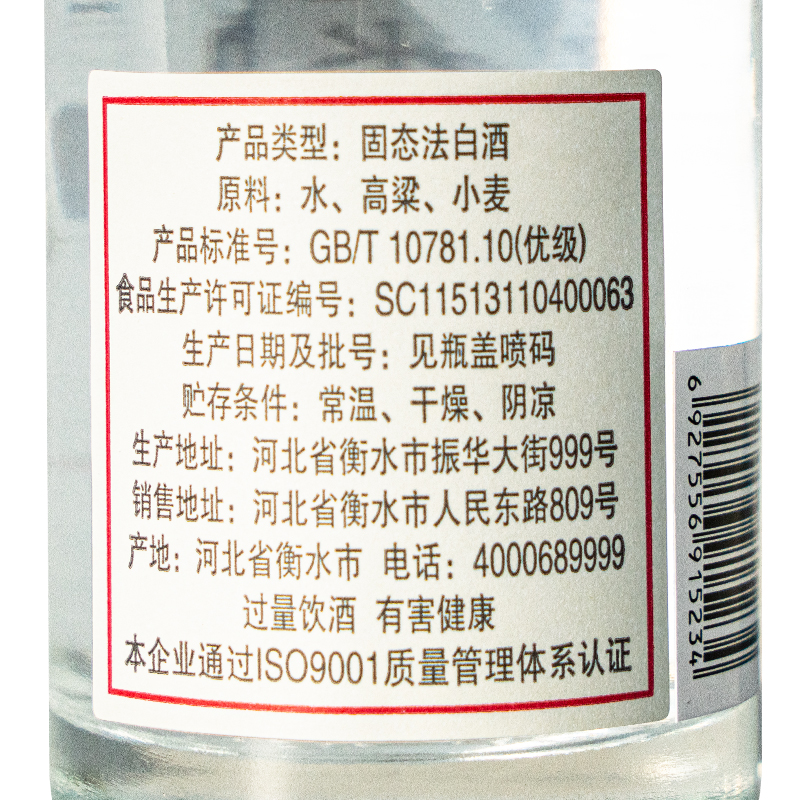 产品类型：固态法白酒
原料：水、高粱、小麦
产品标准号：GB/T 10781.10(优级)
食品生产许可证编号：SC11513110400063
生产日期及批号：见瓶盖喷码
贮存条件：常温、干燥、阴凉
生产地址：河北省衡水市振华大街999号
销售地址：河北省衡水市人民东路809号
产地：河北省衡水市 电话：4000689999
过量饮酒 有害健康
本企业通过ISO9001质量管理体系认证
6927556915234